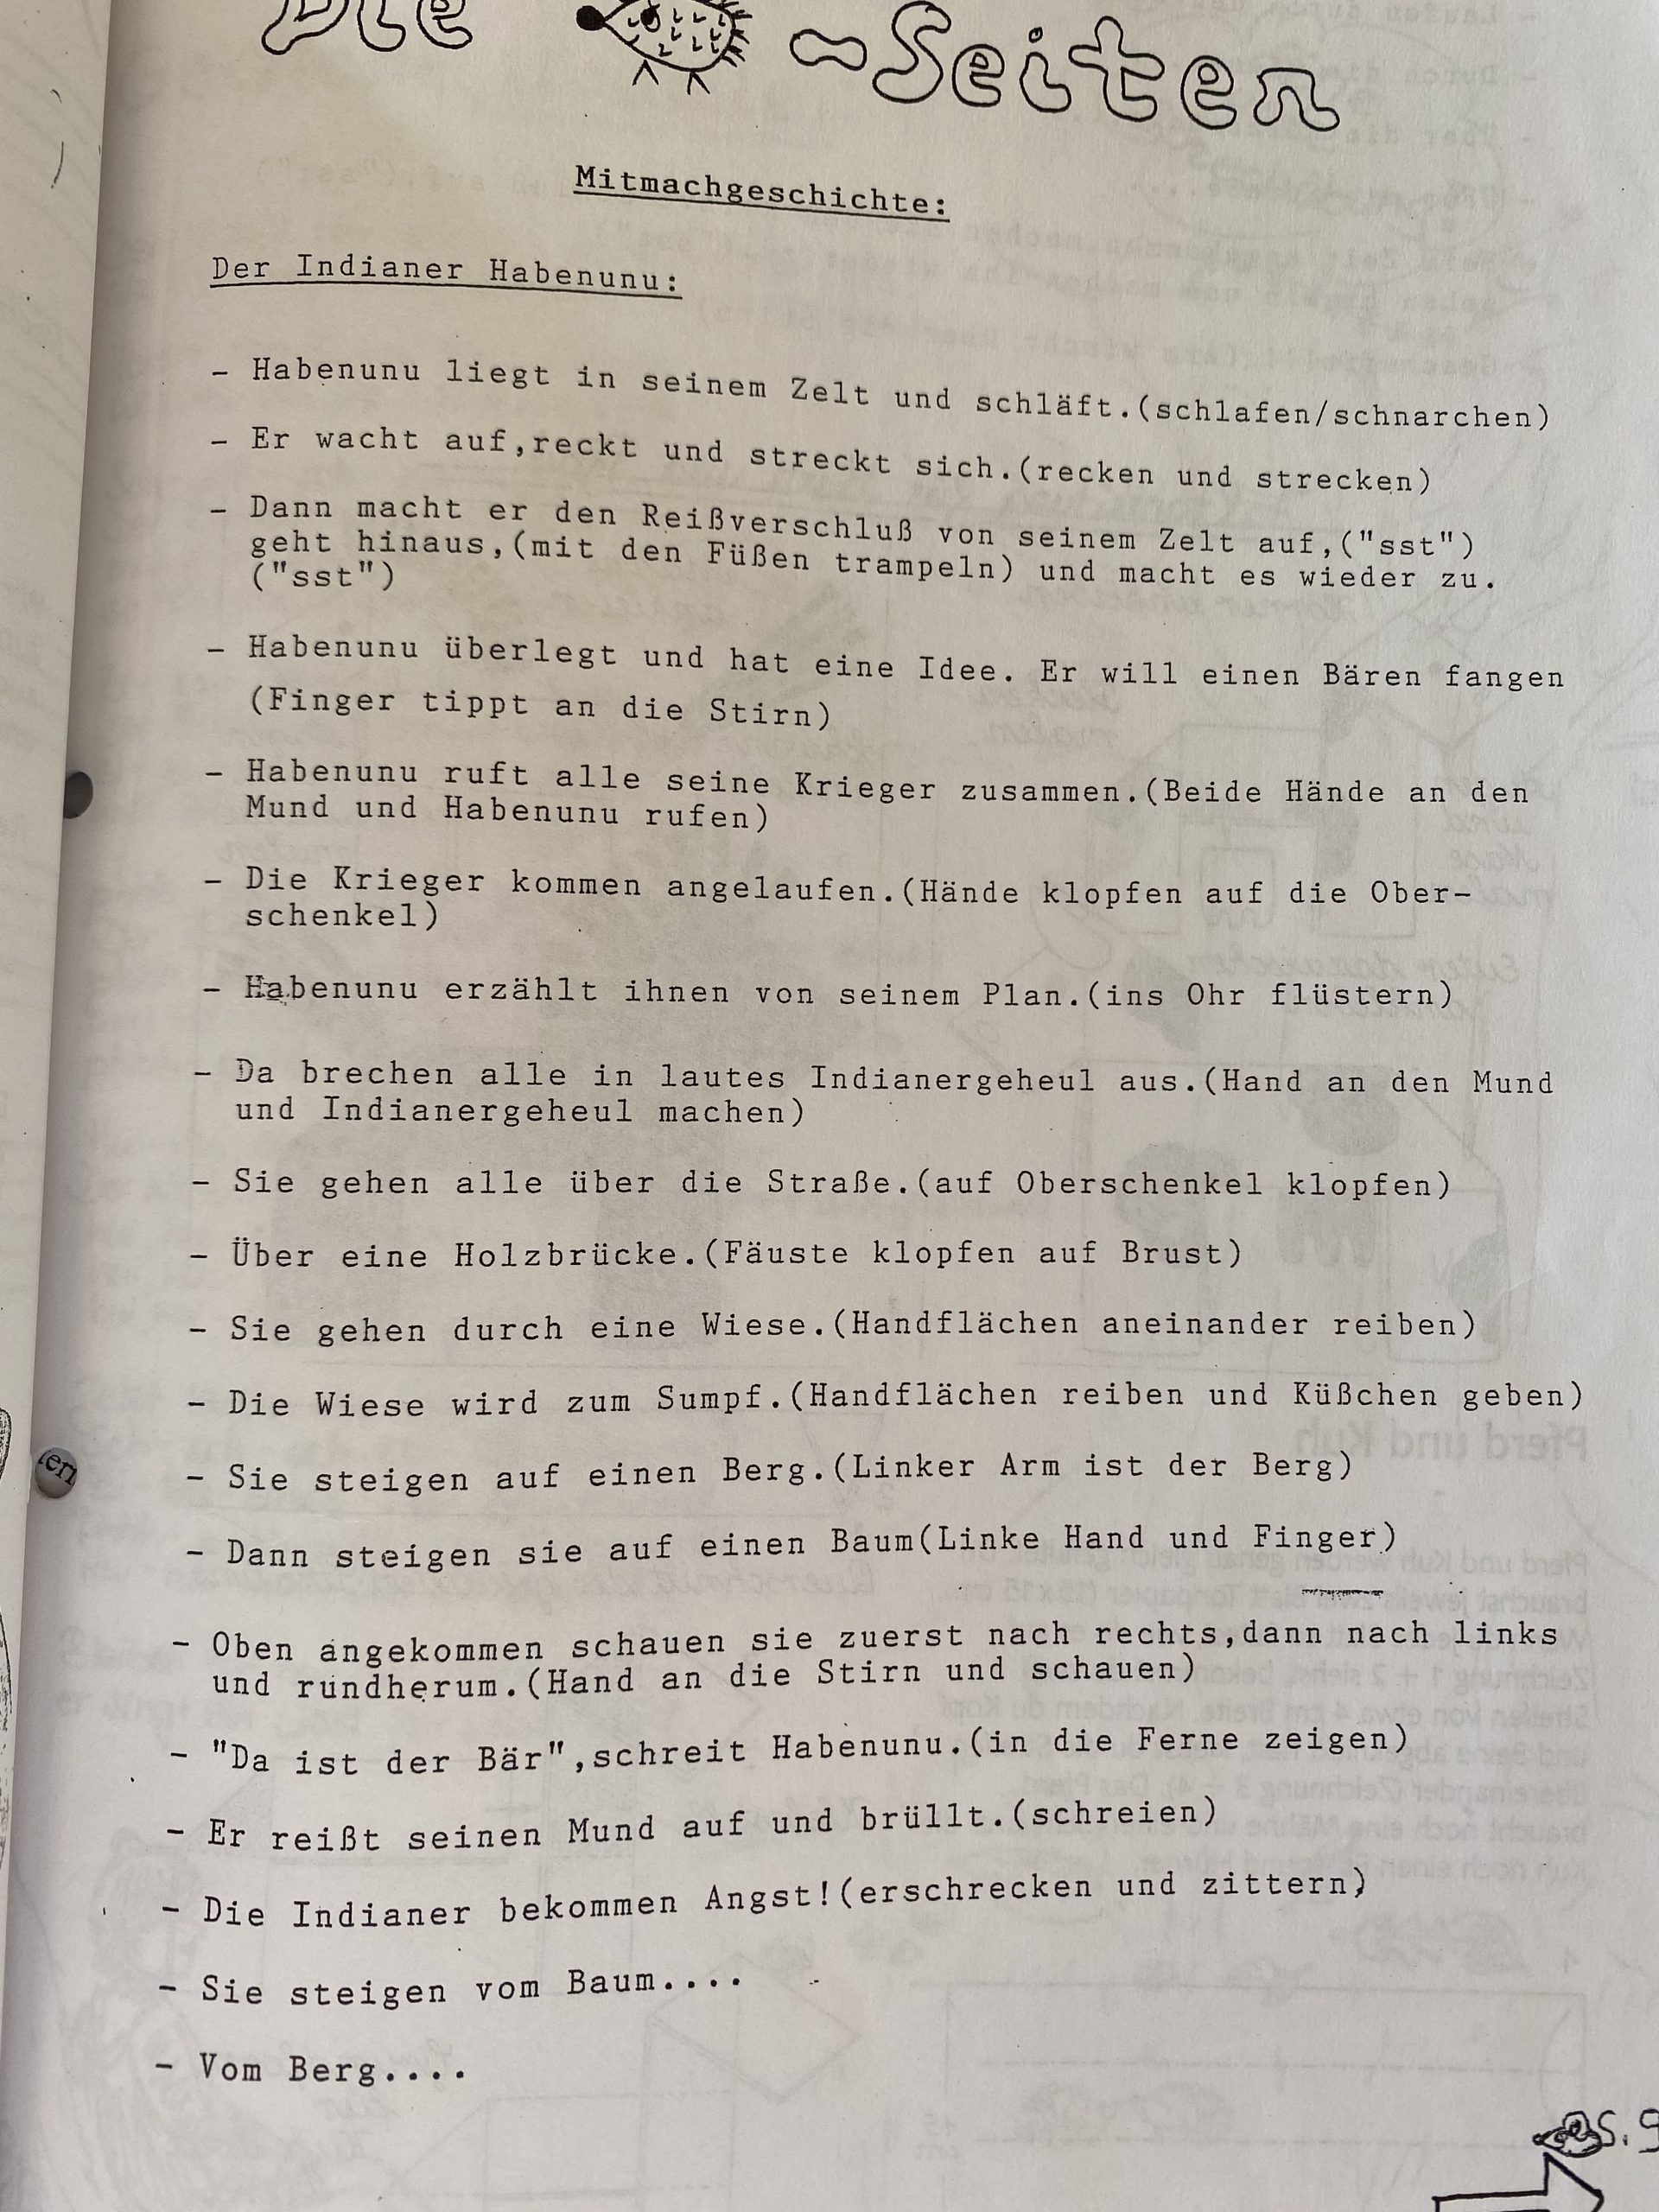 Die -Seiten
Mitmachgeschichte:
Der Indianer Habenunu:
- Habenunu liegt in seinem Zelt und schläft.(schlafen/schnarchen)
- Er wacht auf,reckt und streckt sich.(recken und strecken)
- Dann macht er den Reißverschluß von seinem Zelt auf,("sst")
geht hinaus,(mit den Füßen trampeln) und macht es wieder zu.
("sst")
- Habenunu überlegt und hat eine Idee. Er will einen Bären fangen
(Finger tippt an die Stirn)
- Habenunu ruft alle seine Krieger zusammen.(Beide Hände an den
Mund und Habenunu rufen)
- Die Krieger kommen angelaufen.(Hände klopfen auf die Ober-
schenkel)
- Habenunu erzählt ihnen von seinem Plan.(ins Ohr flüstern)
- Da brechen alle in lautes Indianergeheul aus.(Hand an den Mund
und Indianergeheul machen)
- Sie gehen alle über die Straße.(auf Oberschenkel klopfen)
- Über eine Holzbrücke.(Fäuste klopfen auf Brust)
- Sie gehen durch eine Wiese.(Handflächen aneinander reiben)
- Die Wiese wird zum Sumpf.(Handflächen reiben und Küßchen geben)
- Sie steigen auf einen Berg.(Linker Arm ist der Berg)
- Dann steigen sie auf einen Baum(Linke Hand und Finger)
- Oben angekommen schauen sie zuerst nach rechts,dann nach links
und rundherum.(Hand an die Stirn und schauen)
- "Da ist der Bär",schreit Habenunu.(in die Ferne zeigen)
- Er reißt seinen Mund auf und brüllt.(schreien)
- Die Indianer bekommen Angst!(erschrecken und zittern)
- Sie steigen vom Baum....
- Vom Berg....
S.9